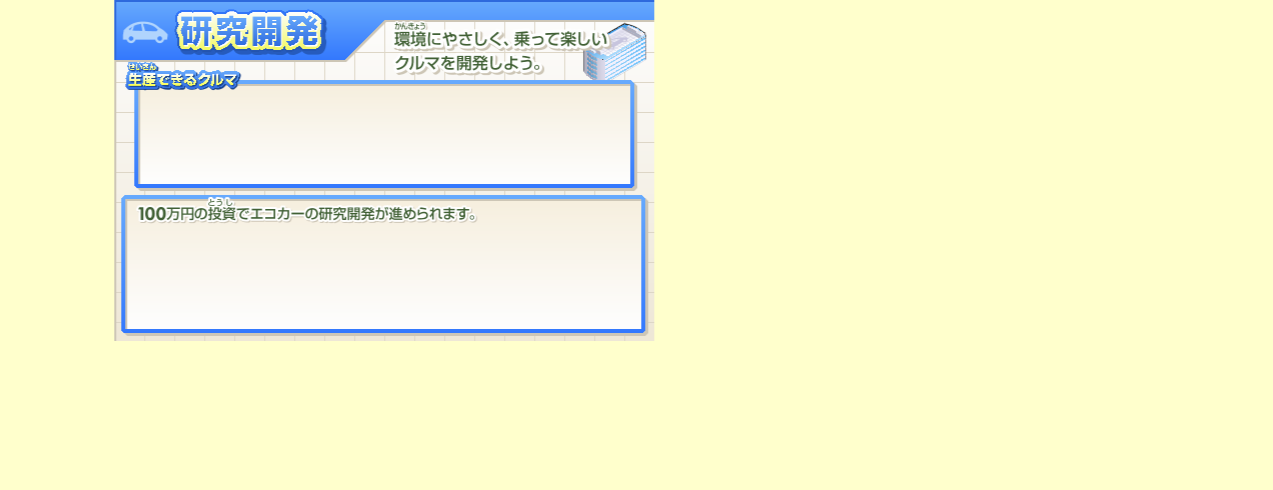 研究開発
かんきょう
環境にやさしく、乗って楽しい
クルマを開発しよう。
せいさん
生産できるクルマ
とうし
100万円の投資でエコカーの研究開発が進められます。